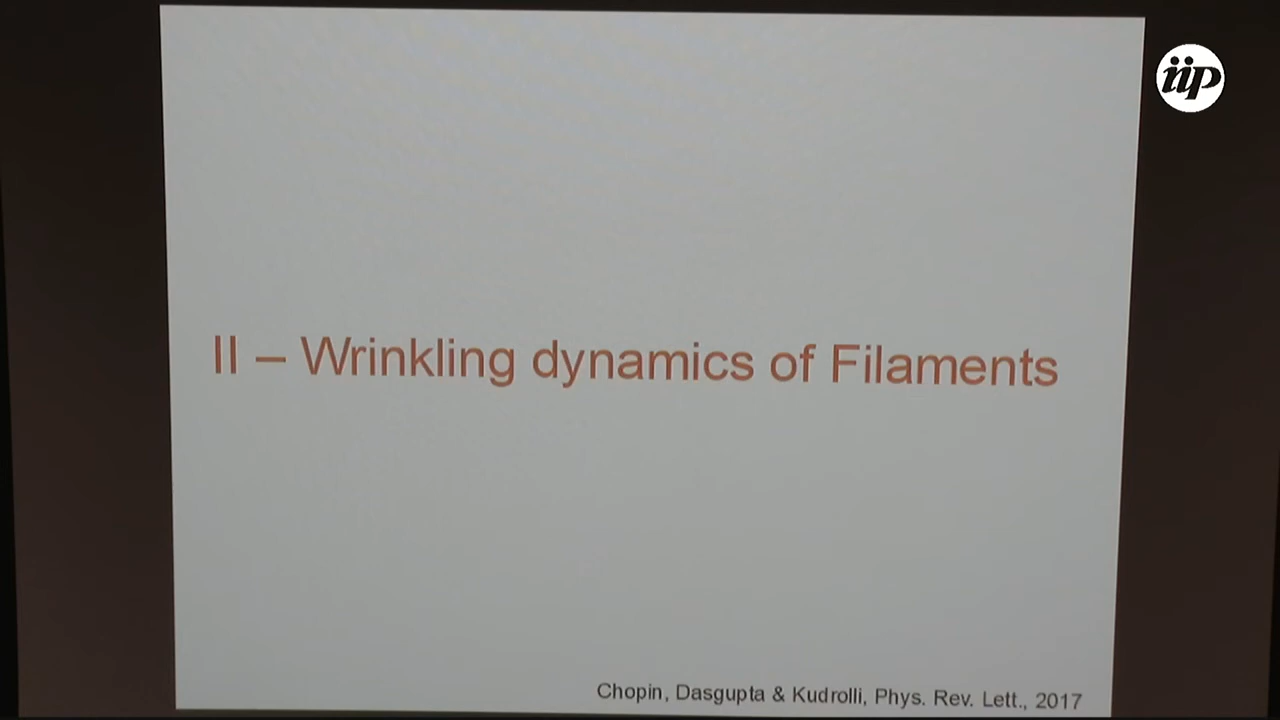 iip
II – Wrinkling dynamics of Filaments
Chopin, Dasgupta & Kudrolli, Phys. Rev. Lett., 2017